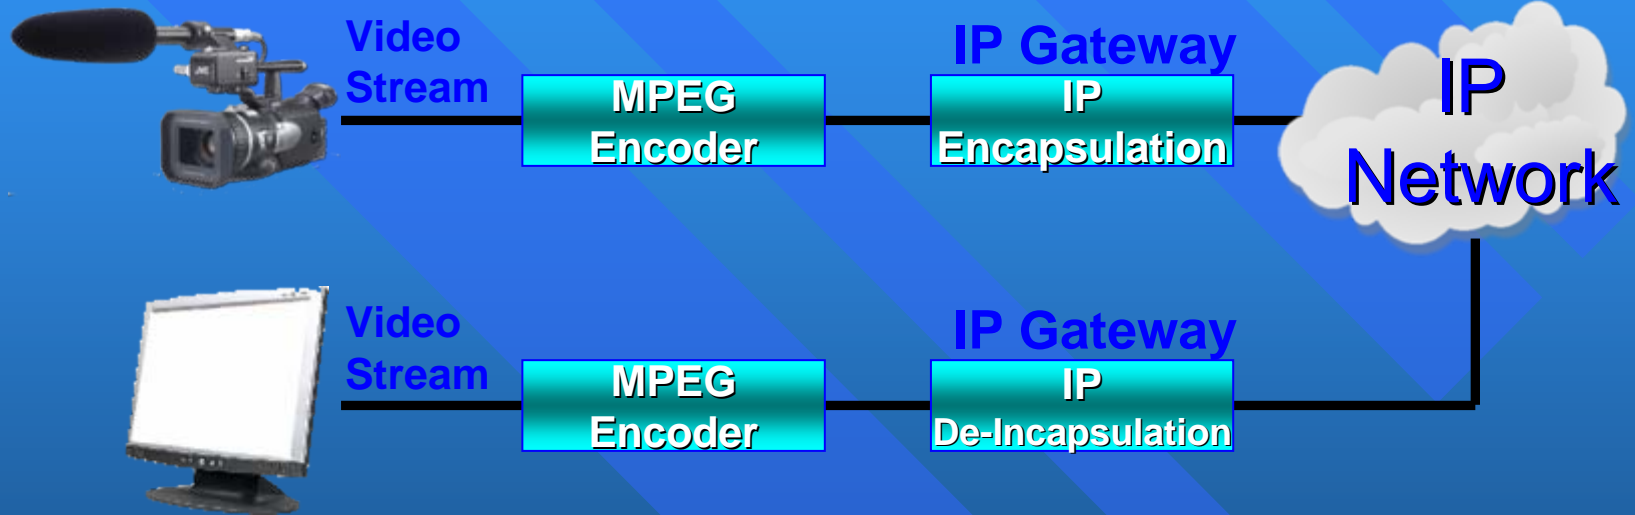 Video
Stream
MPEG
Encoder
IP Gateway
IP
Encapsulation
IP
Network
JVC
Video
Stream
MPEG
Encoder
IP Gateway
IP
De-Incapsulation